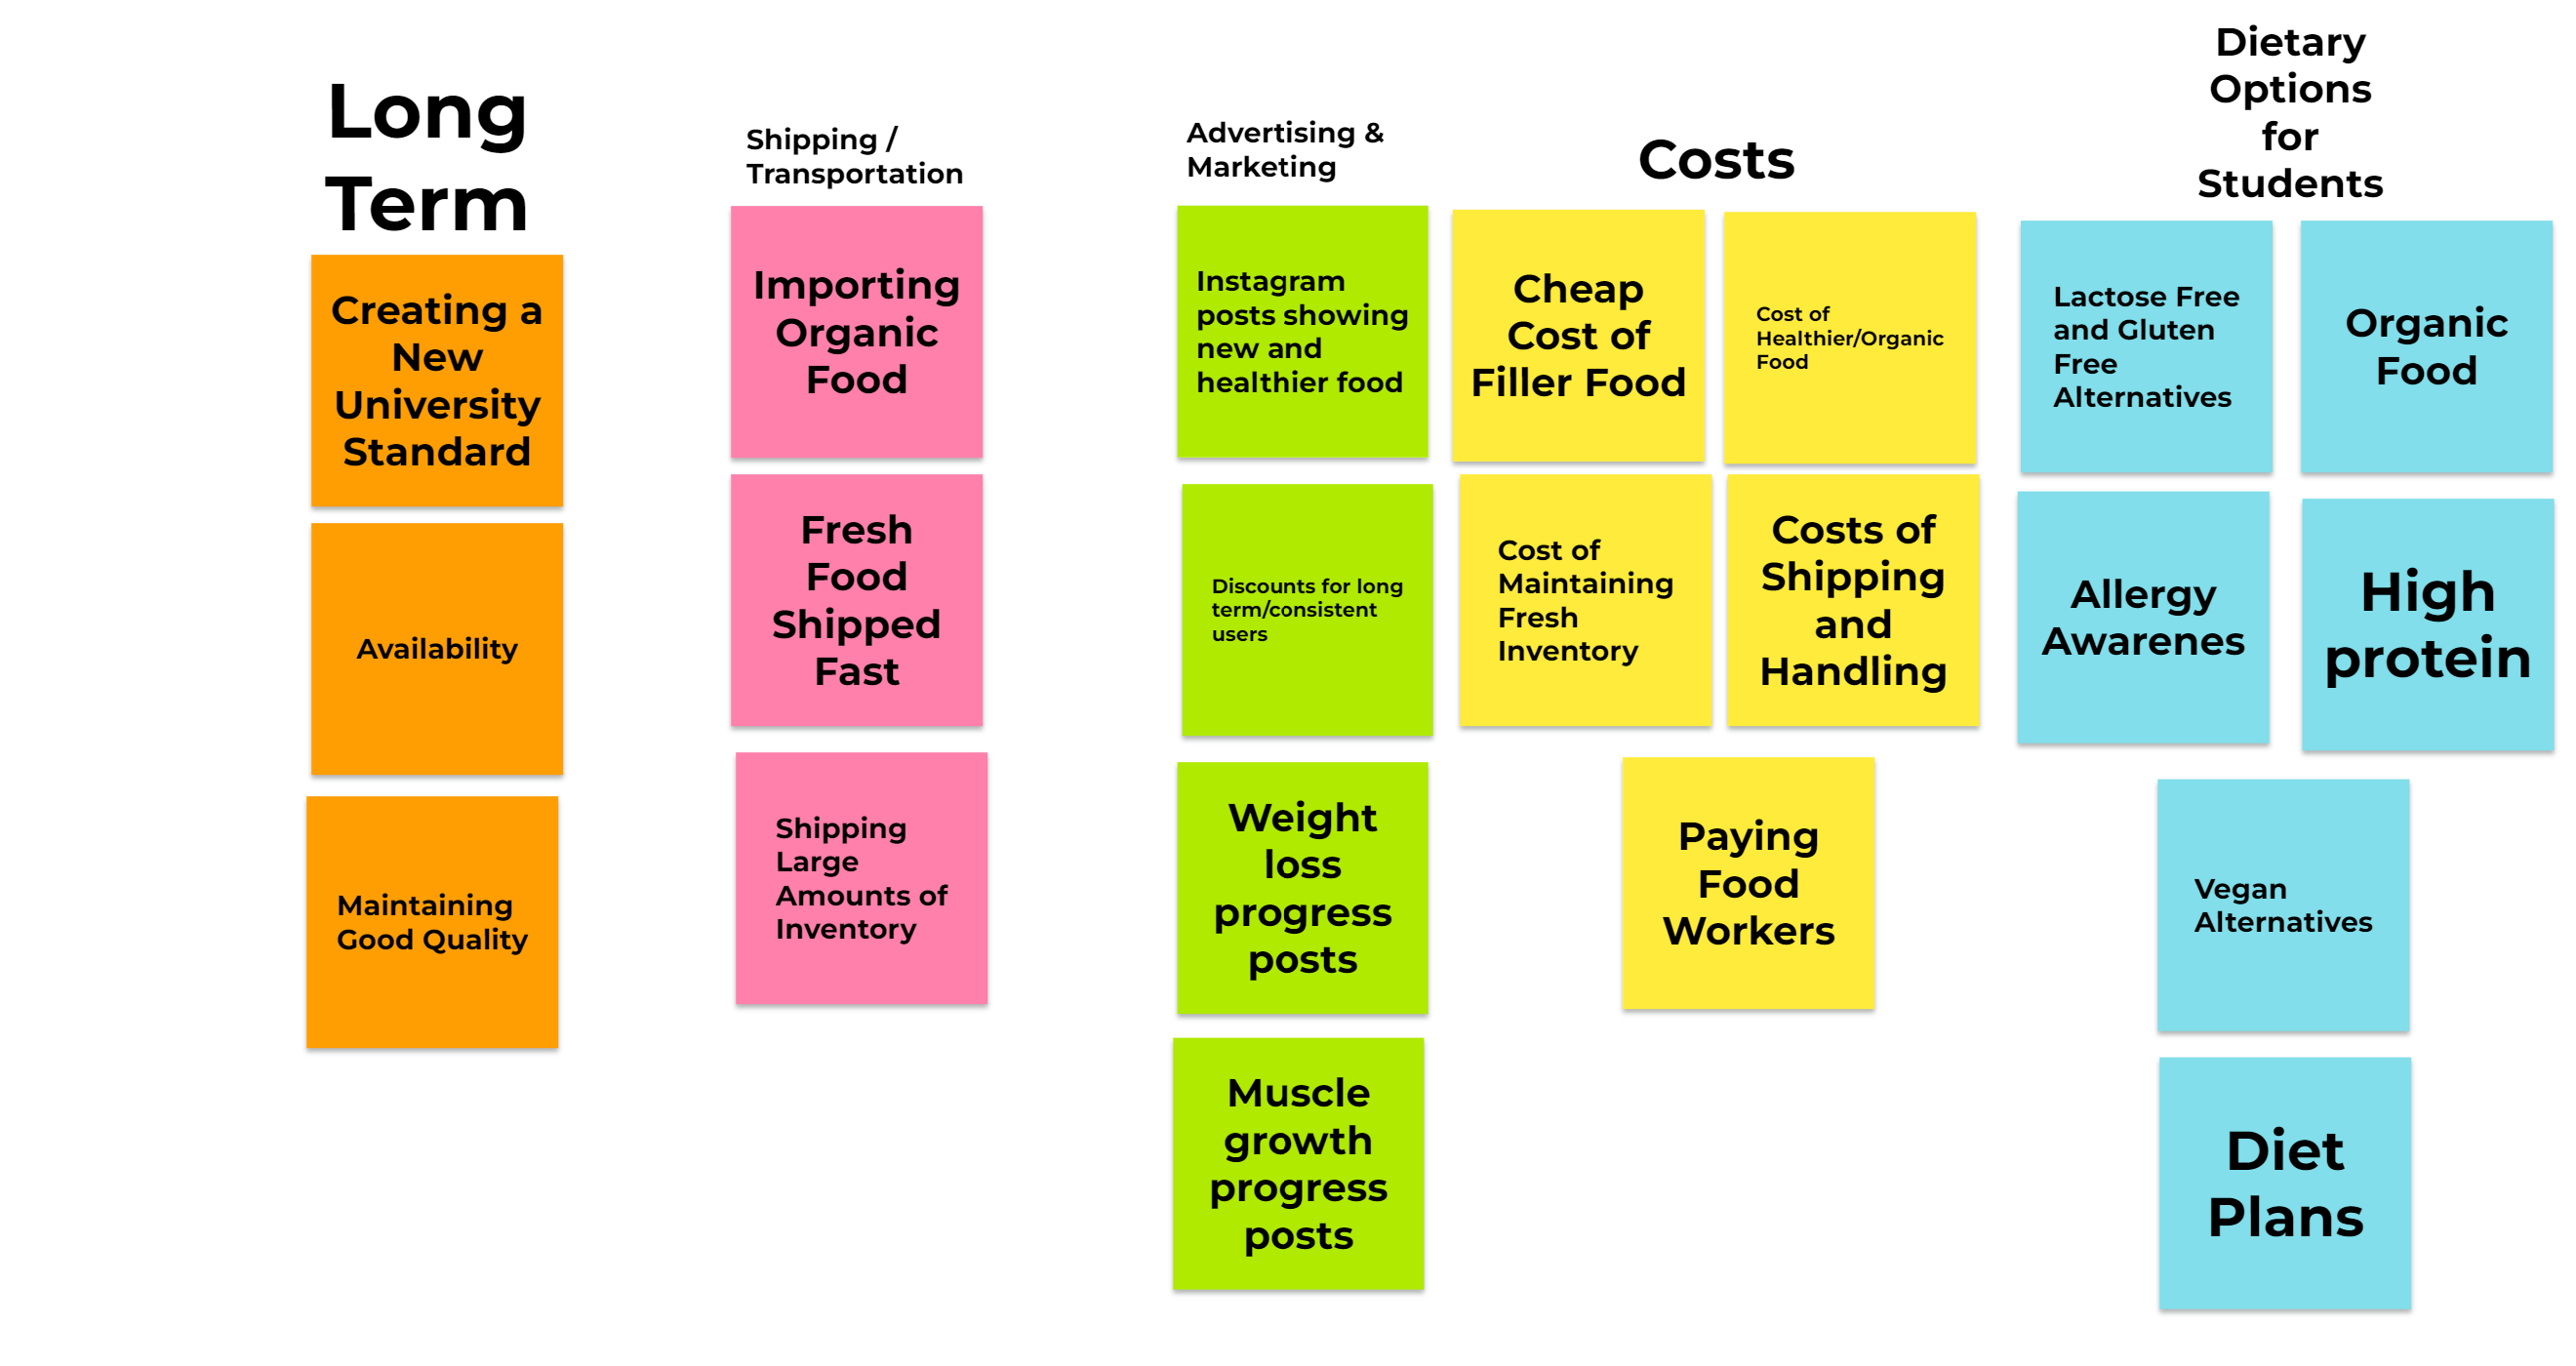 Long
Term
Creating a
New
University
Standard
Availability
Maintaining
Good Quality
Shipping /
Transportation
Importing
Organic
Food
Fresh
Food
Shipped
Fast
Shipping
Large
Amounts of
Inventory
Advertising &
Marketing
Instagram
posts showing
new and
healthier food
Discounts for long
term/consistent
users
Weight
loss
progress
posts
Muscle
growth
progress
posts
Costs
Cheap
Cost of
Filler Food
Cost of
Healthier/Organic
Food
Cost of
Maintaining
Fresh
Inventory
Costs of
Shipping
and
Handling
Paying
Food
Workers
Dietary
Options
for
Students
Lactose Free
and Gluten
Free
Alternatives
Organic
Food
Allergy
Awarenes
High
protein
Vegan
Alternatives
Diet
Plans